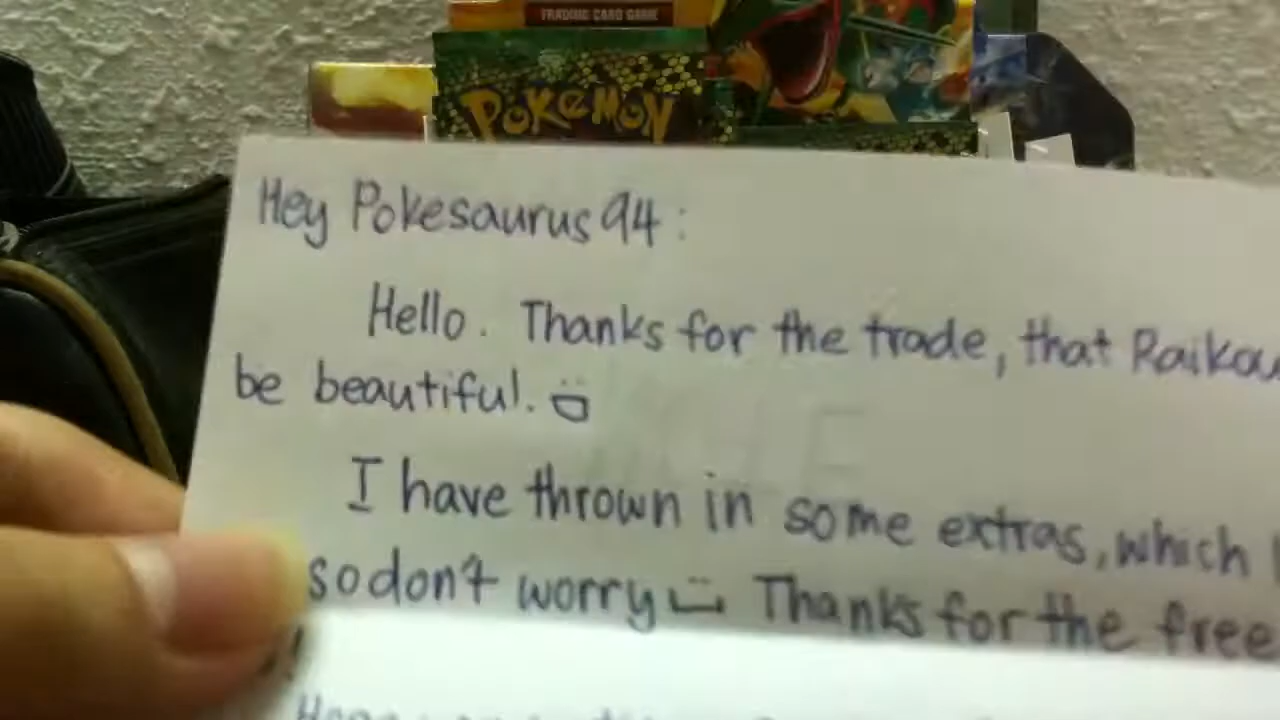 TRADING CARD GAME
POKéMON
Hey Pokesaurus94:
Hello. Thanks for the trade, that
be beautiful.
I have thrown in some extras, which
so don't worry Thanks for the free